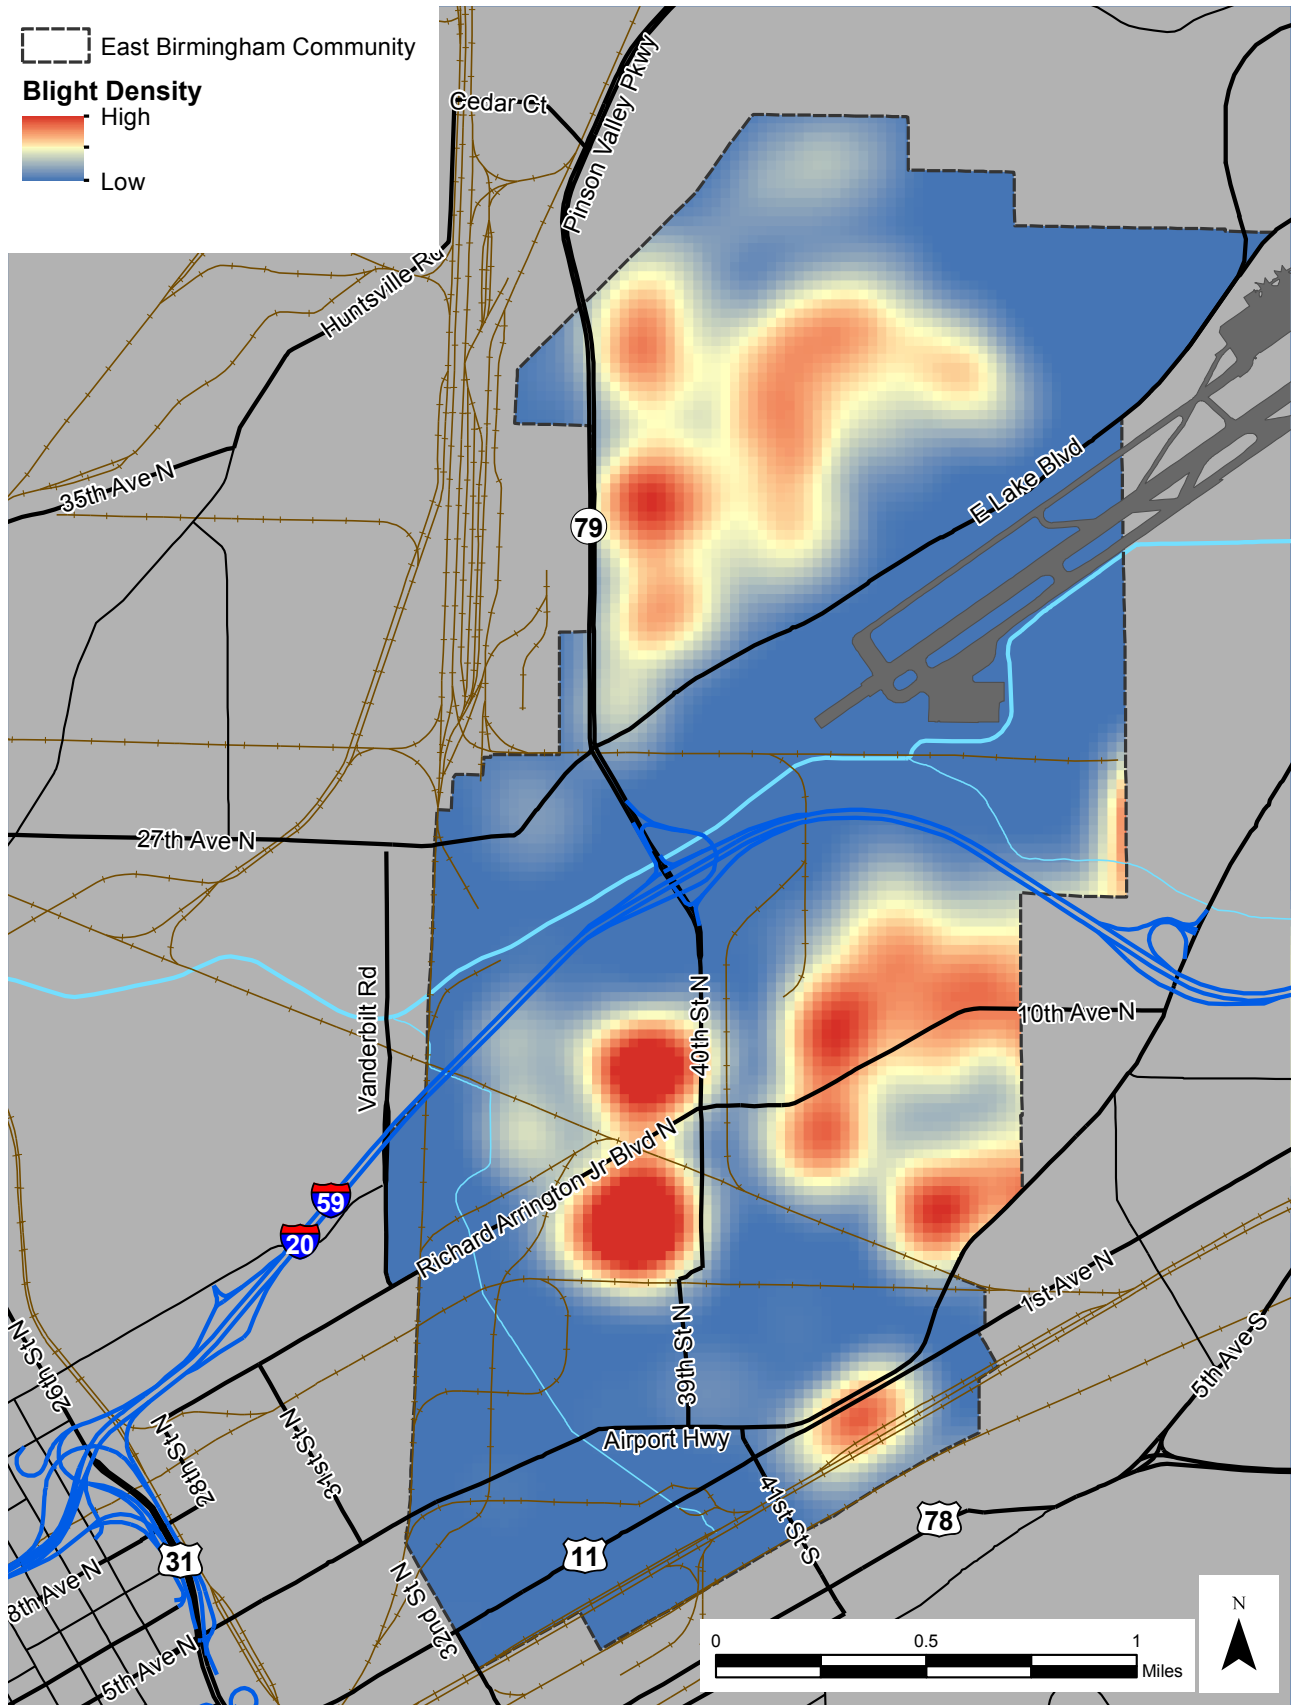 East Birmingham Community
Blight Density
High
Low
Cedar Ct
Pinson Valley Pkwy
Huntsville Rd
35th Ave N
79
E Lake Blvd
27th Ave N
Vanderbilt Rd
40th St N
10th Ave N
Richard Arrington Jr Blvd N
59
20
1st Ave N
39th St N
5th Ave S
26th St N
28th St N
31st St N
Airport Hwy
41st St S
78
11
31
8th Ave N
32nd St N
5th Ave N
0 0.5 1
Miles
N